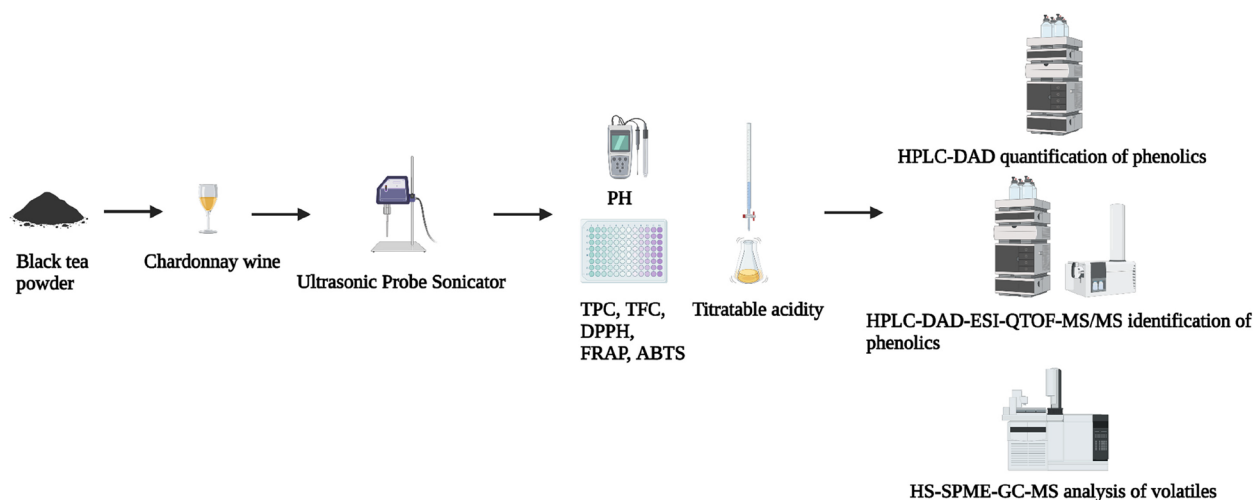 Black tea
powder
Chardonnay wine
Ultrasonic Probe Sonicator
PH
TPC, TFC,
DPPH,
FRAP, ABTS
Titratable acidity
HPLC-DAD quantification of phenolics
HPLC-DAD-ESI-QTOF-MS/MS identification of
phenolics
HS-SPME-GC-MS analysis of volatiles